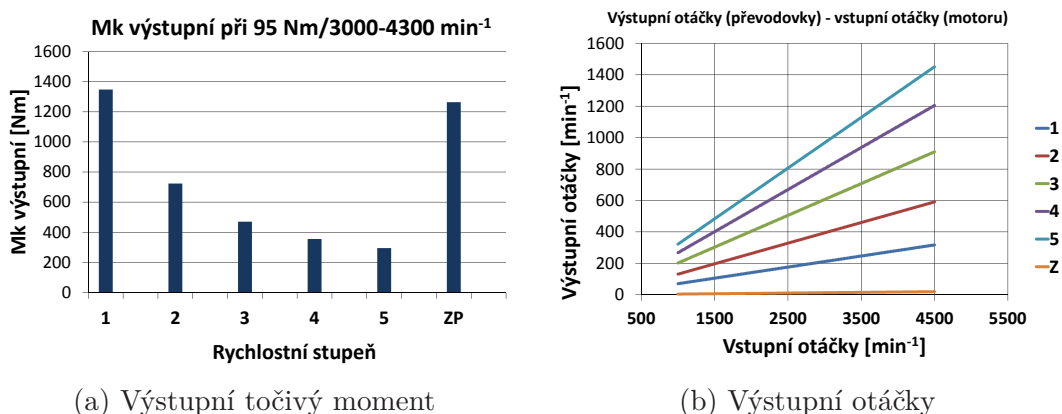 Mk výstupní při 95 Nm/3000-4300 min⁻¹
Mk výstupní [Nm]
1600
1400
1200
1000
800
600
400
200
0
1 2 3 4 5 ZP
Rychlostní stupeň
(a) Výstupní točivý moment
Výstupní otáčky (převodovky) - vstupní otáčky (motoru)
Výstupní otáčky [min⁻¹]
1600
1400
1200
1000
800
600
400
200
0
500 1500 2500 3500 4500 5500
Vstupní otáčky [min⁻¹]
1
2
3
4
5
Z
(b) Výstupní otáčky